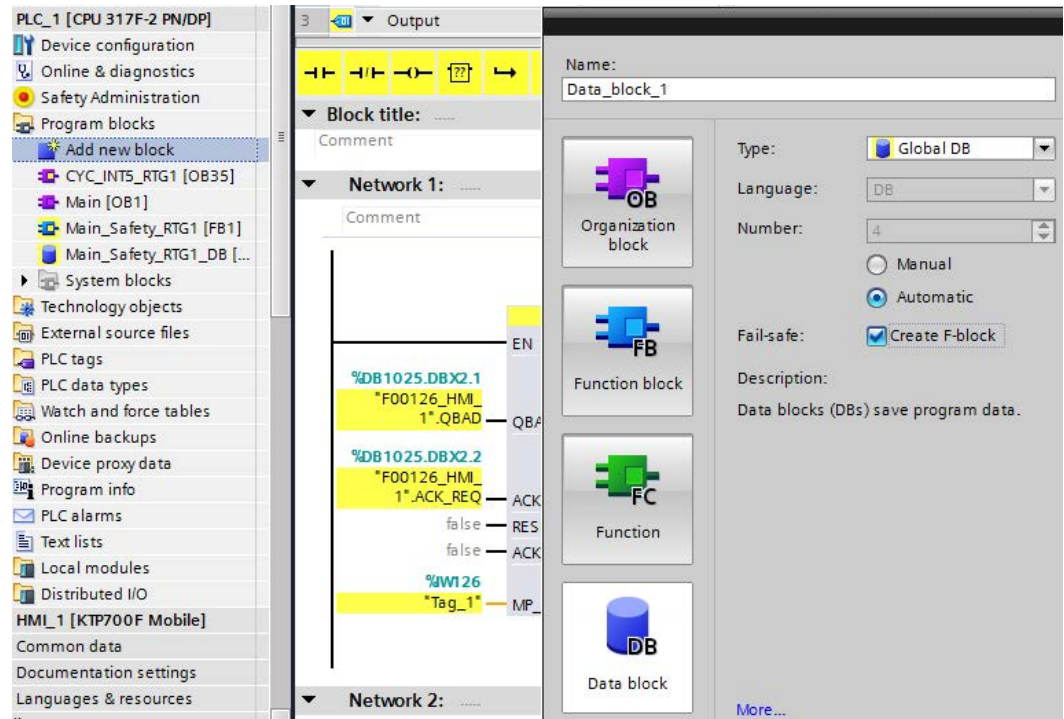 PLC_1 [CPU 317F-2 PN/DP]
Device configuration
Online & diagnostics
Safety Administration
Program blocks
Add new block
CYC_INT5_RTG1 [OB35]
Main [OB1]
Main_Safety_RTG1 [FB1]
Main_Safety_RTG1_DB [...
System blocks
Technology objects
External source files
PLC tags
PLC data types
Watch and force tables
Online backups
Device proxy data
Program info
PLC alarms
Text lists
Local modules
Distributed I/O
HMI_1 [KTP700F Mobile]
Common data
Documentation settings
Languages & resources
3 Output
??
Block title: .....
Comment
Network 1: .....
Comment
EN
%DB1025.DBX2.1
"F00126_HMI_
1".QBAD
QBA
%DB1025.DBX2.2
"F00126_HMI_
1".ACK_REQ
ACK
false RES
false ACK
%IW126
"Tag_1"
MP_
Network 2: .....
Name:
Data_block_1
OB
Organization
block
FB
Function block
FC
Function
DB
Data block
Type: Global DB
Language: DB
Number: 4
Manual
Automatic
Fail-safe: Create F-block
Description:
Data blocks (DBs) save program data.
More...